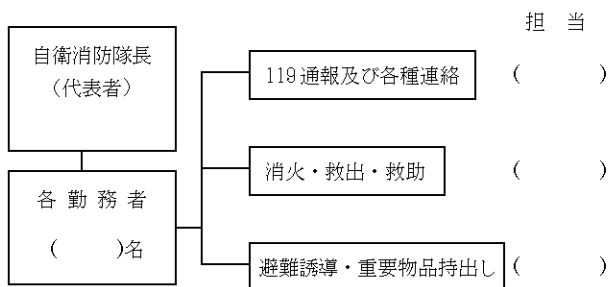 担　当
自衛消防隊長
（代表者）
119通報及び各種連絡　（　　　　）
消火・救出・救助　（　　　　）
各 勤 務 者
（　　　）名
避難誘導・重要物品持出し　（　　　　）